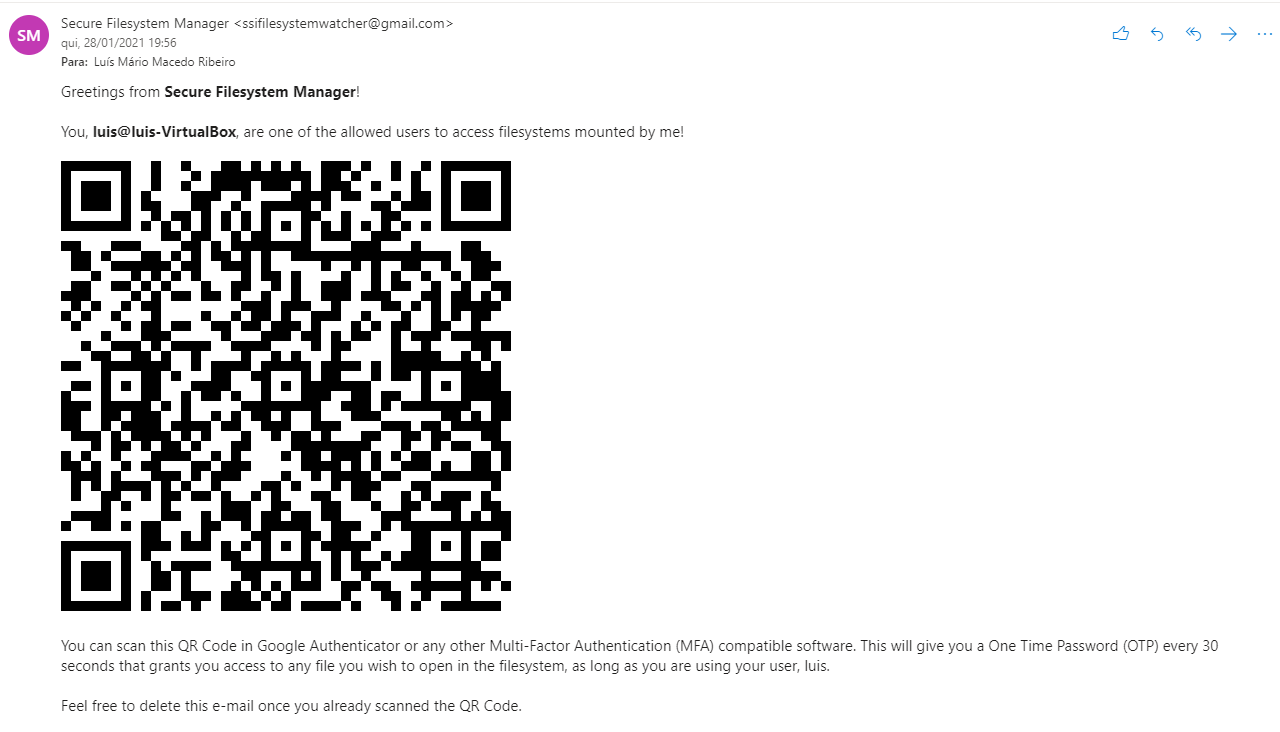 SM
Secure Filesystem Manager <ssifilesystemwatcher@gmail.com>
qui, 28/01/2021 19:56
Para: Luís Mário Macedo Ribeiro
Greetings from Secure Filesystem Manager!
You, luis@luis-VirtualBox, are one of the allowed users to access filesystems mounted by me!
You can scan this QR Code in Google Authenticator or any other Multi-Factor Authentication (MFA) compatible software. This will give you a One Time Password (OTP) every 30
seconds that grants you access to any file you wish to open in the filesystem, as long as you are using your user, luis.
Feel free to delete this e-mail once you already scanned the QR Code.